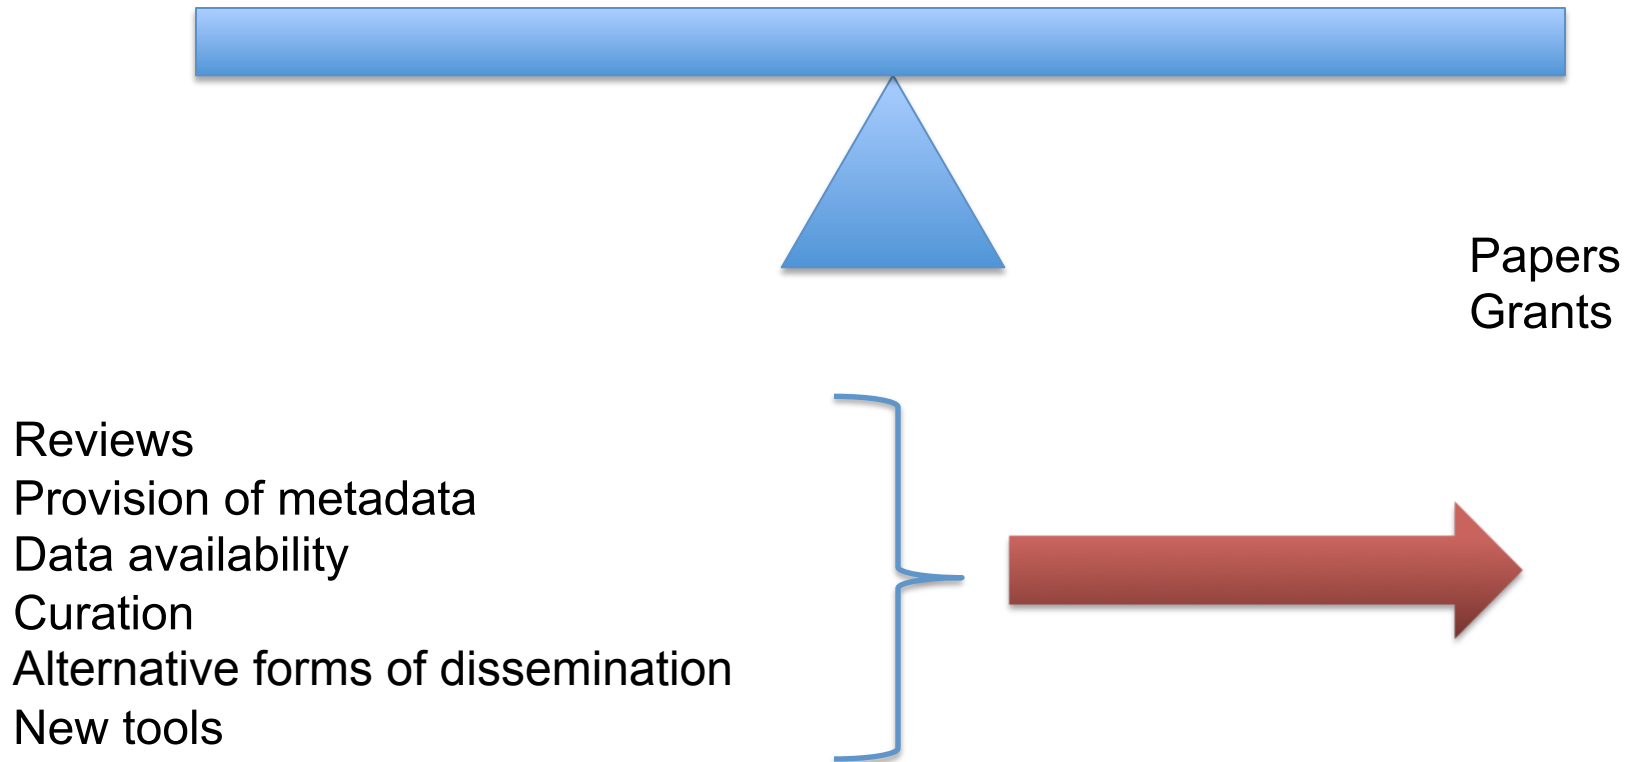 Papers
Grants
Reviews
Provision of metadata
Data availability
Curation
Alternative forms of dissemination
New tools